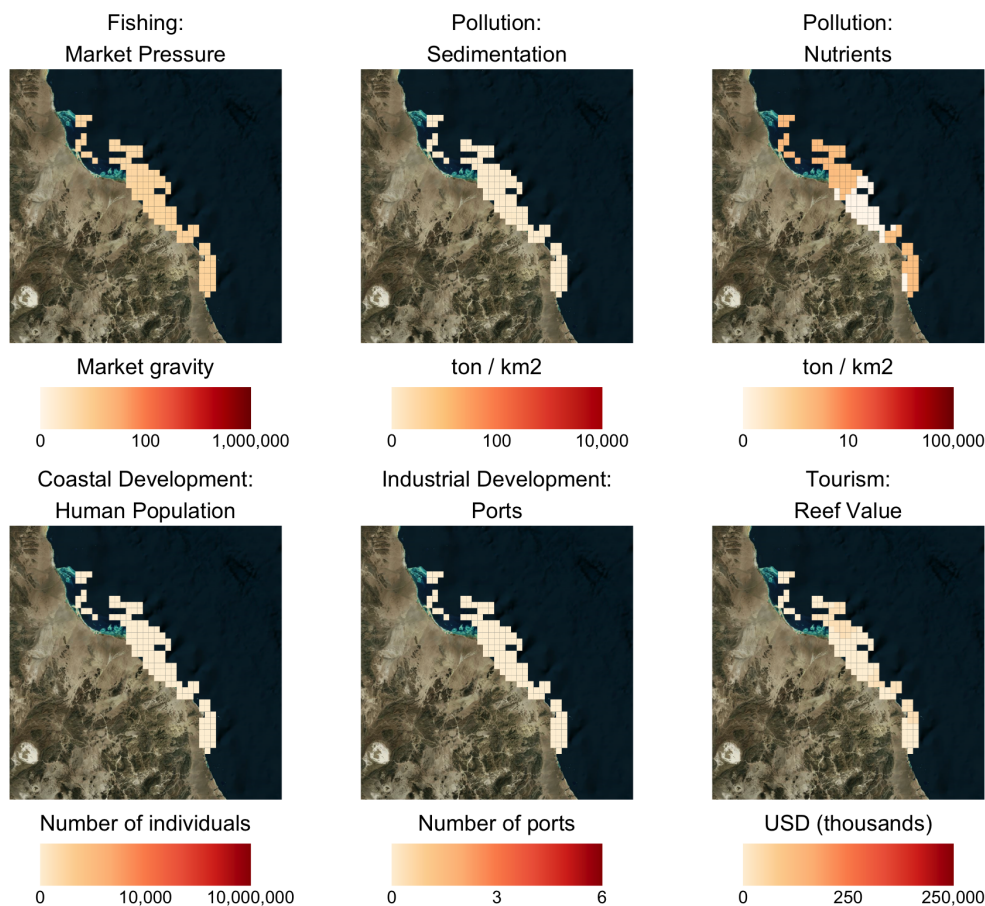 Fishing:
Market Pressure
Pollution:
Sedimentation
Pollution:
Nutrients
Market gravity
0 100 1,000,000
ton / km2
0 100 10,000
ton / km2
0 10 100,000
Coastal Development:
Human Population
Industrial Development:
Ports
Tourism:
Reef Value
Number of individuals
0 10,000 10,000,000
Number of ports
0 3 6
USD (thousands)
0 250 250,000